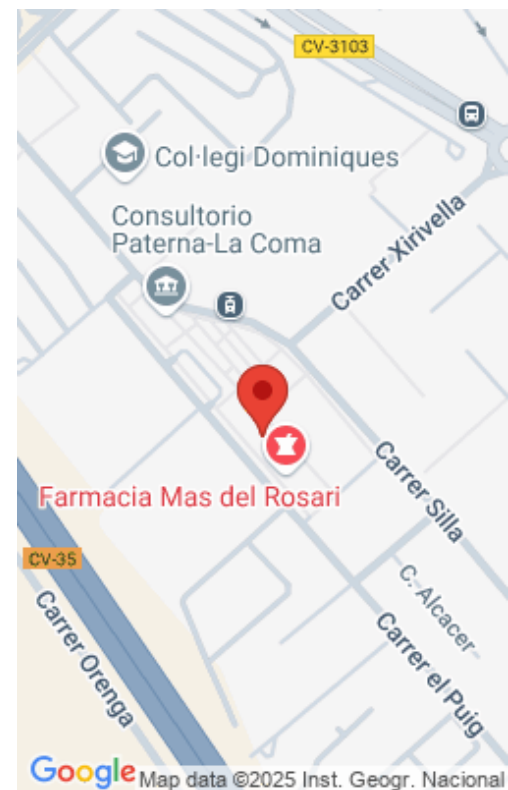 CV-3103
Col·legi Dominiques
Consultorio
Paterna-La Coma
Carrer Xirivella
Farmacia Mas del Rosari
Carrer Silla
CV-35
C. Alcacer
Carrer Orenga
Carrer el Puig
Google Map data ©2025 Inst. Geogr. Nacional